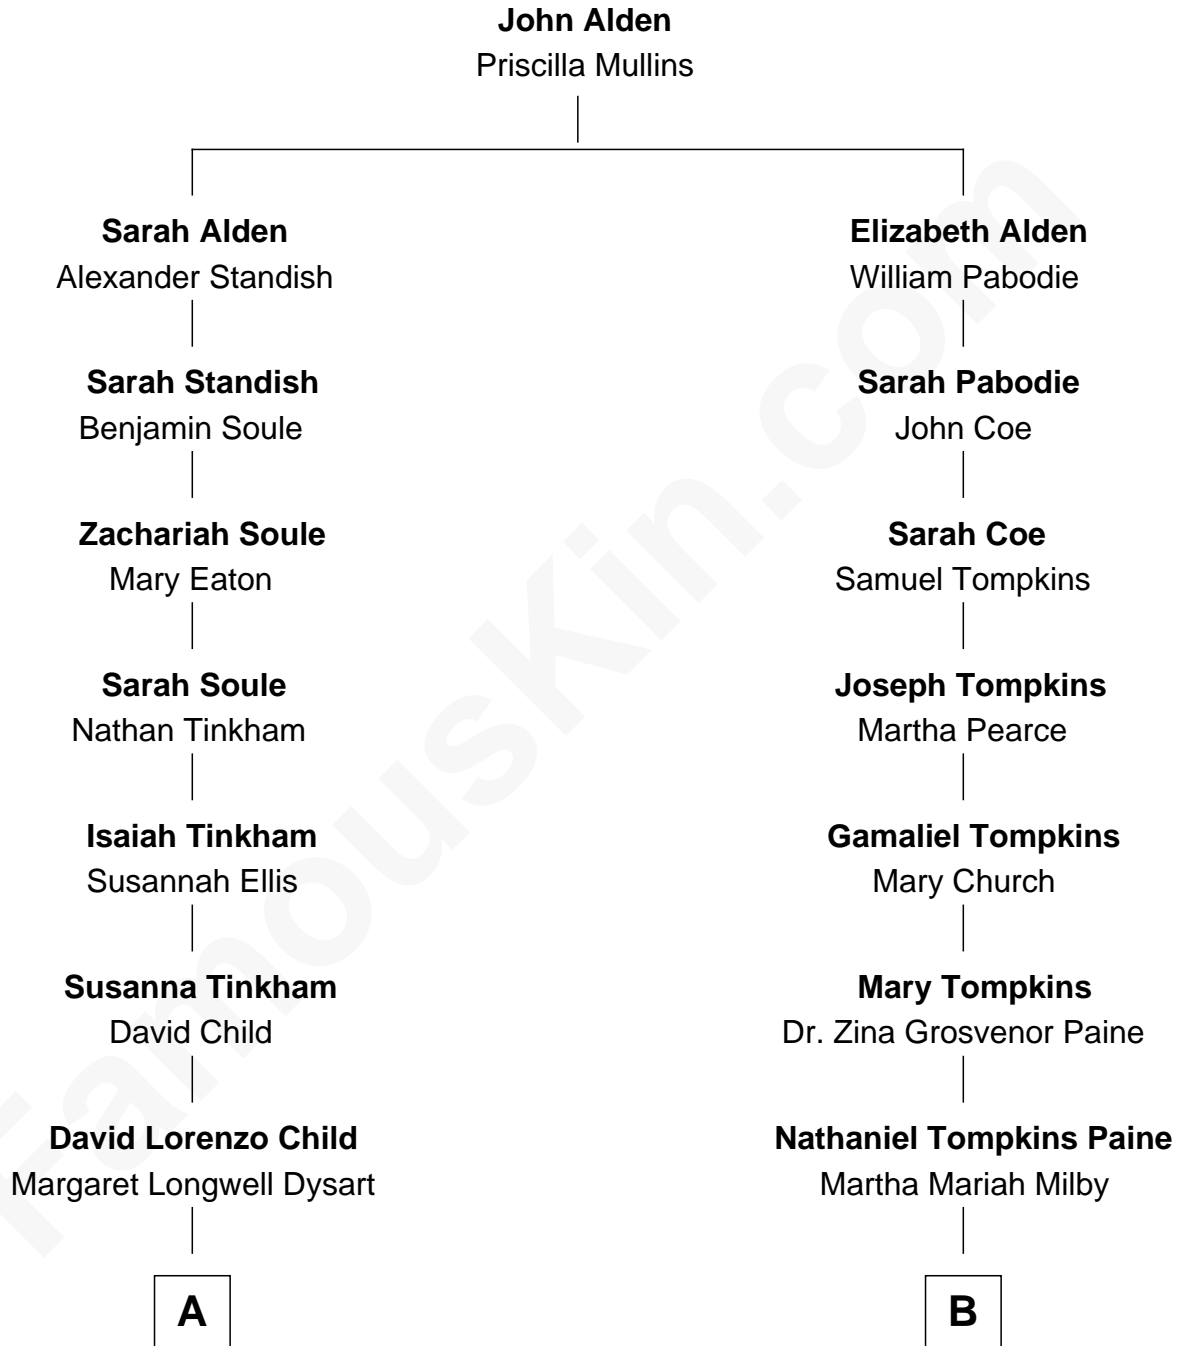 John Alden
Priscilla Mullins
Sarah Alden
Alexander Standish
Elizabeth Alden
William Pabodie
Sarah Standish
Benjamin Soule
Sarah Pabodie
John Coe
Zachariah Soule
Mary Eaton
Sarah Coe
Samuel Tompkins
Sarah Soule
Nathan Tinkham
Joseph Tompkins
Martha Pearce
Isaiah Tinkham
Susannah Ellis
Gamaliel Tompkins
Mary Church
Susanna Tinkham
David Child
Mary Tompkins
Dr. Zina Grosvenor Paine
David Lorenzo Child
Margaret Longwell Dysart
Nathaniel Tompkins Paine
Martha Mariah Milby
A
B
FamousKin.com